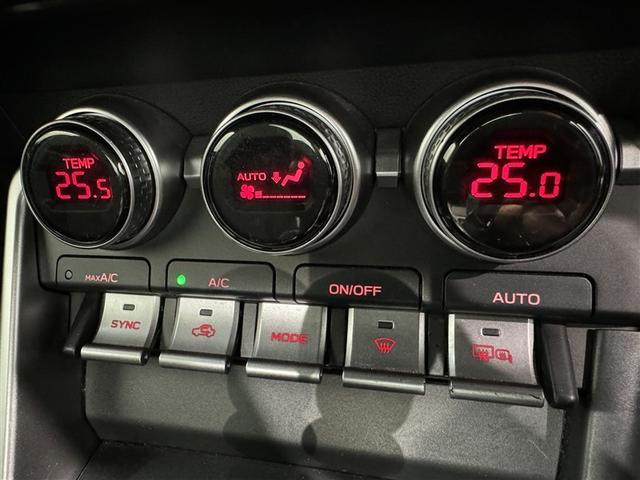 TEMP
25.5
AUTO
TEMP
25.0
MAX A/C
A/C
ON/OFF
AUTO
SYNC
MODE